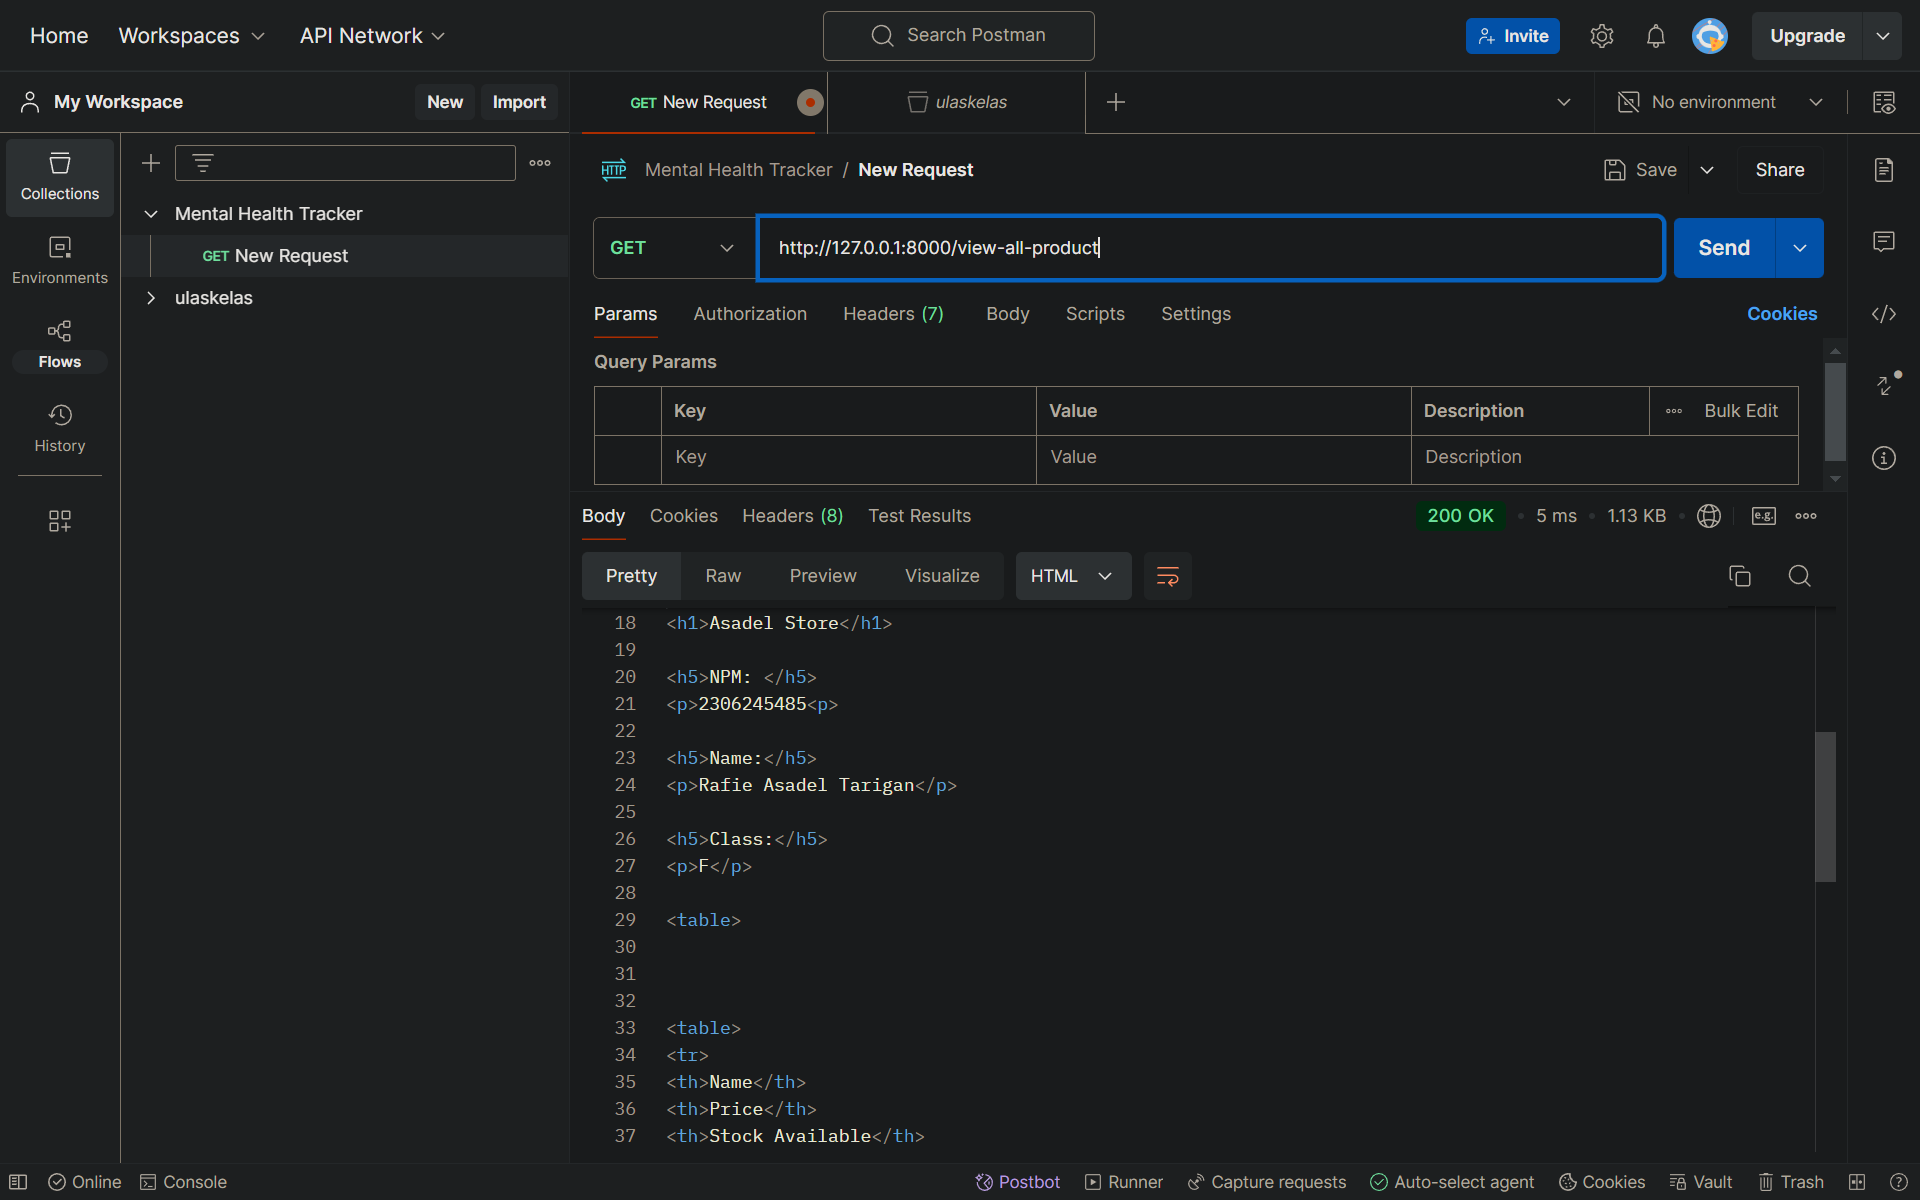 Home Workspaces API Network Search Postman Invite Upgrade
My Workspace New Import GET New Request ulaskelas No environment
Collections
Environments
Flows
History
Mental Health Tracker
GET New Request
ulaskelas
HTTP Mental Health Tracker / New Request Save Share
GET http://127.0.0.1:8000/view-all-product Send
Params Authorization Headers (7) Body Scripts Settings Cookies
Query Params
Key Value Description Bulk Edit
Key Value Description
Body Cookies Headers (8) Test Results 200 OK 5 ms 1.13 KB e.g.
Pretty Raw Preview Visualize HTML
18 <h1>Asadel Store</h1>
19
20 <h5>NPM: </h5>
21 <p>2306245485<p>
22
23 <h5>Name:</h5>
24 <p>Rafie Asadel Tarigan</p>
25
26 <h5>Class:</h5>
27 <p>F</p>
28
29 <table>
30
31
32
33 <table>
34 <tr>
35 <th>Name</th>
36 <th>Price</th>
37 <th>Stock Available</th>
Online Console Postbot Runner Capture requests Auto-select agent Cookies Vault Trash